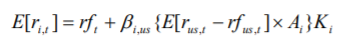 E[r_{i,t}] = rf_t + β_{i,us} {E[r_{us,t} − rf_{us,t}] × A_i} K_i